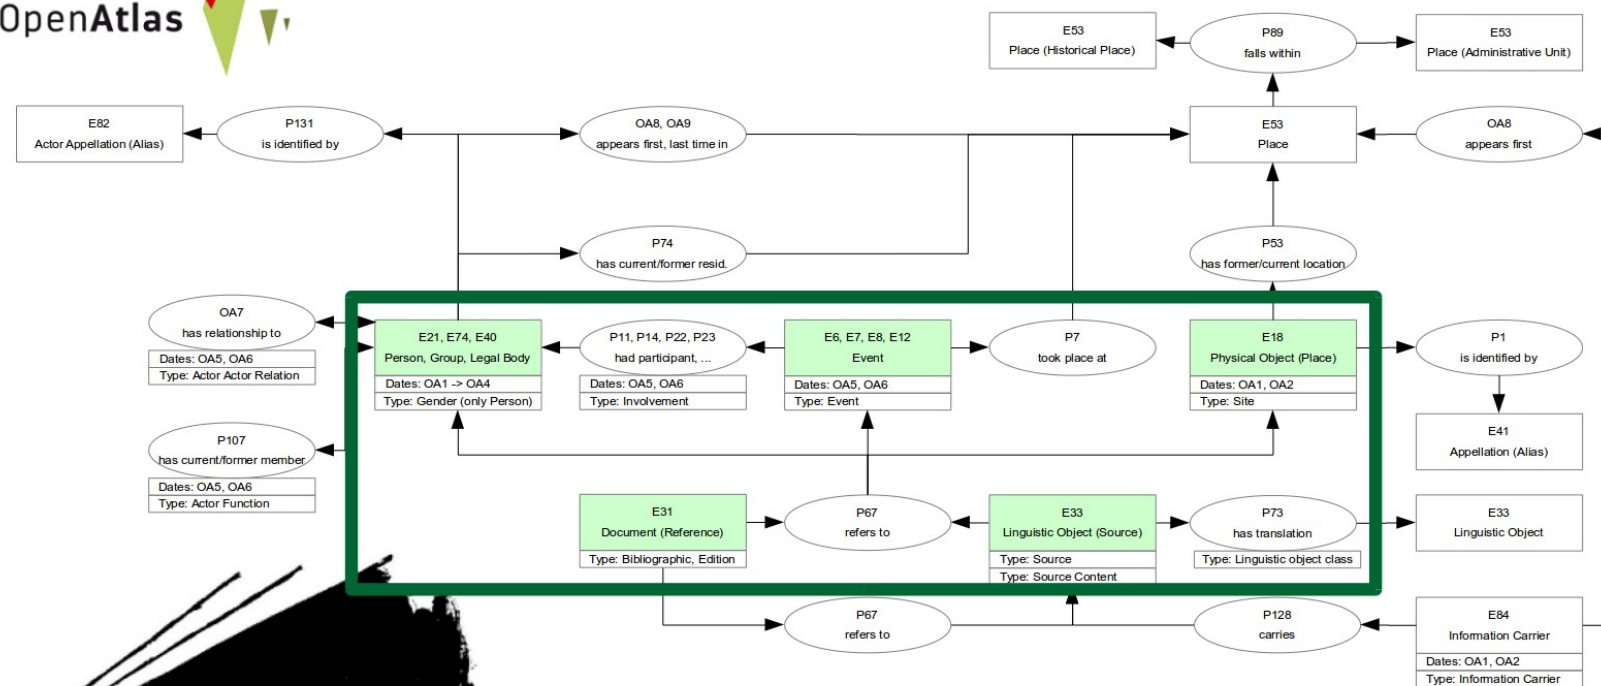 OpenAtlas
E53
Place (Historical Place)
P89
falls within
E53
Place (Administrative Unit)
E82
Actor Appellation (Alias)
P131
is identified by
OA8, OA9
appears first, last time in
E53
Place
OA8
appears first
P74
has current/former resid.
P53
has former/current location
OA7
has relationship to
Dates: OA5, OA6
Type: Actor Actor Relation
E21, E74, E40
Person, Group, Legal Body
Dates: OA1 -> OA4
Type: Gender (only Person)
P11, P14, P22, P23
had participant, ...
Dates: OA5, OA6
Type: Involvement
E6, E7, E8, E12
Event
Dates: OA5, OA6
Type: Event
P7
took place at
E18
Physical Object (Place)
Dates: OA1, OA2
Type: Site
P1
is identified by
P107
has current/former member
Dates: OA5, OA6
Type: Actor Function
E41
Appellation (Alias)
E31
Document (Reference)
Type: Bibliographic, Edition
P67
refers to
E33
Linguistic Object (Source)
Type: Source
Type: Source Content
P73
has translation
Type: Linguistic object class
E33
Linguistic Object
P67
refers to
P128
carries
E84
Information Carrier
Dates: OA1, OA2
Type: Information Carrier